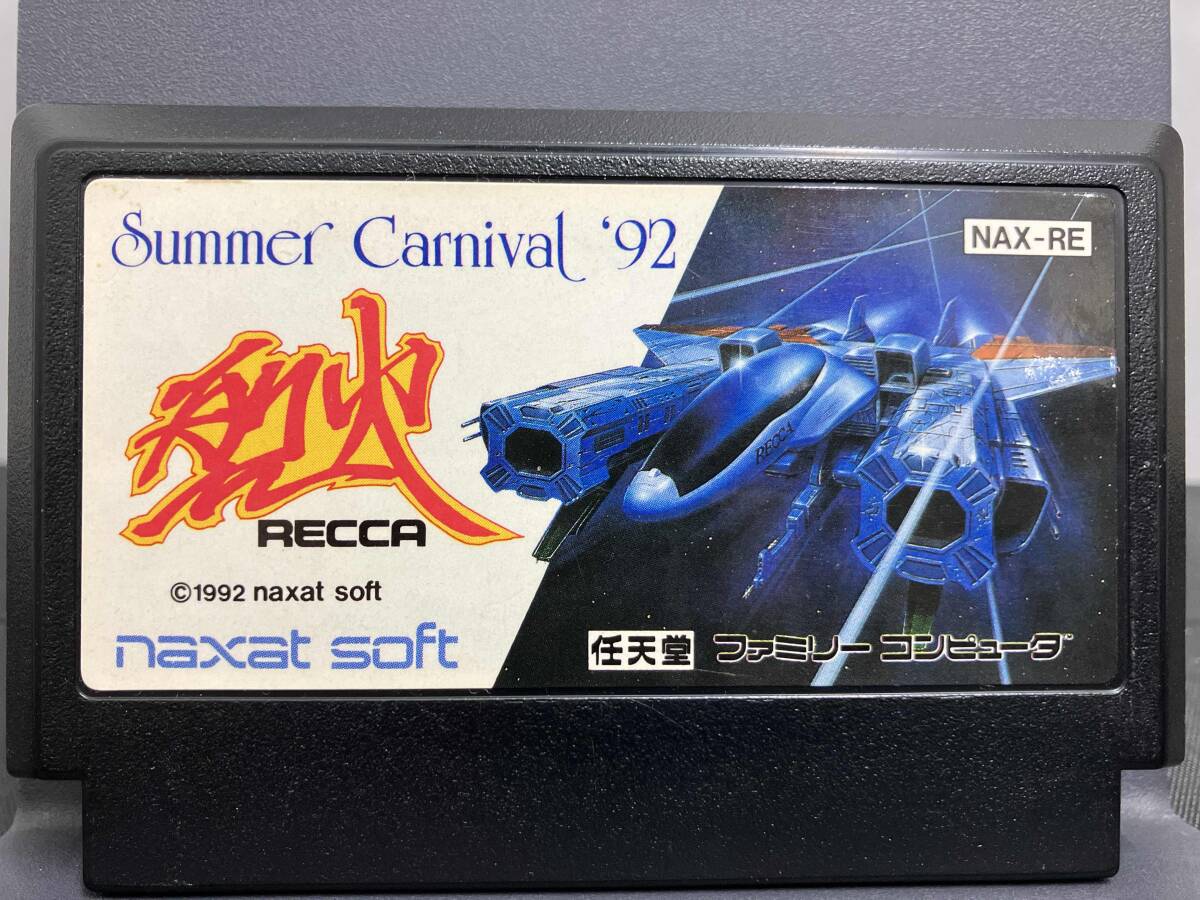 Summer Carnival '92
NAX-RE
烈火
RECCA
RECCA
©1992 naxat soft
naxat soft
任天堂 ファミリーコンピュータ